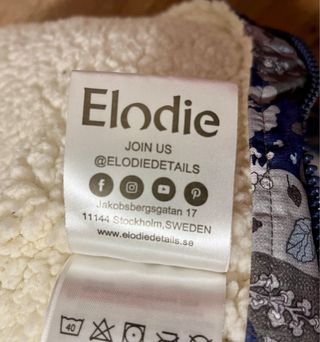 Elodie
JOIN US
@ELODIEDETAILS
Jakobsbergsgatan 17
11144 Stockholm,SWEDEN
www.elodiedetails.se
40